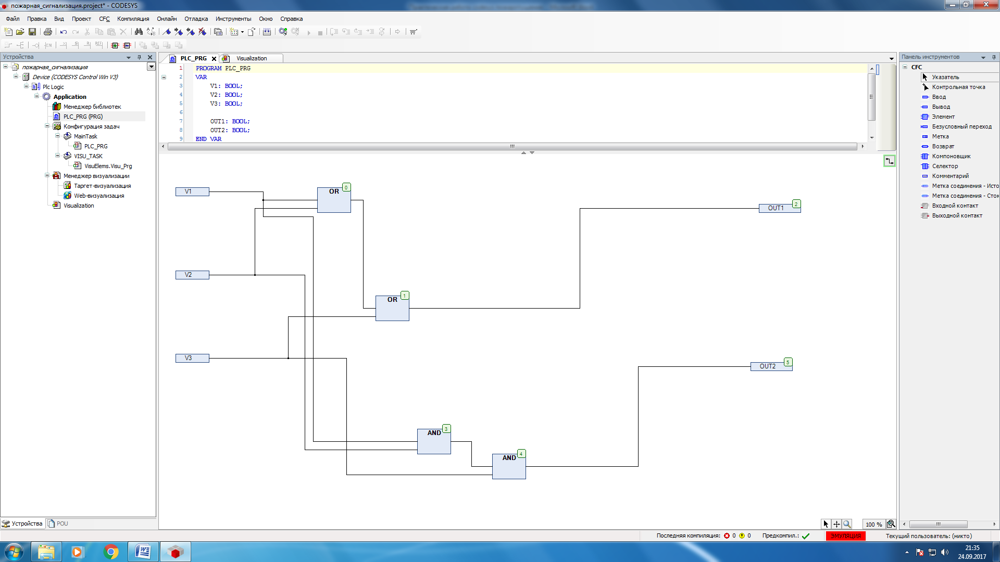 пожарная_сигнализация.project* - CODESYS
Файл Правка Вид Проект CFC Компиляция Онлайн Отладка Инструменты Окно Справка
Устройства
пожарная_сигнализация
Device (CODESYS Control Win V3)
Plc Logic
Application
Менеджер библиотек
PLC_PRG (PRG)
Конфигурация задач
MainTask
PLC_PRG
VISU_TASK
VisuElems.Visu_Prg
Менеджер визуализации
Таргет-визуализация
Web-визуализация
Visualization
Устройства POU
PLC_PRG Visualization
1 PROGRAM PLC_PRG
2 VAR
3 V1: BOOL;
4 V2: BOOL;
5 V3: BOOL;
6
7 OUT1: BOOL;
8 OUT2: BOOL;
9 END_VAR
V1
OR 0
OUT1 2
V2
OR 1
V3
OUT2 5
AND 3
AND 4
100 %
Панель инструментов
CFC
Указатель
Контрольная точка
Ввод
Вывод
Элемент
Безусловный переход
Метка
Возврат
Компоновщик
Селектор
Комментарий
Метка соединения - Исто
Метка соединения - Сток
Входной контакт
Выходной контакт
Последняя компиляция: 0 0 Предкомпил.: ЭМУЛЯЦИЯ Текущий пользователь: (никто)
21:35
24.09.2017